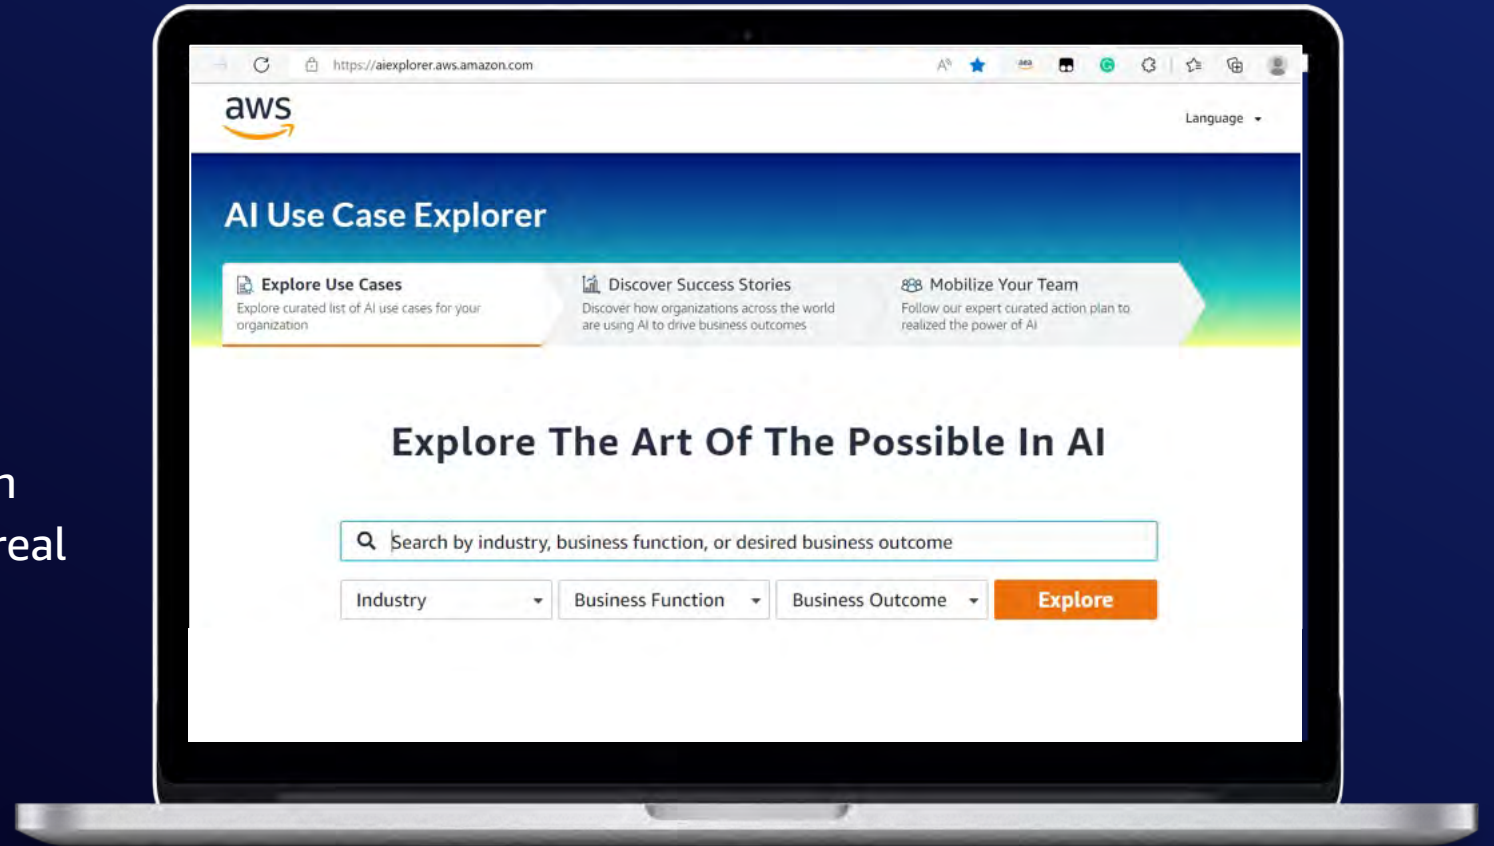 https://aiexplorer.aws.amazon.com
aws
Language
AI Use Case Explorer
Explore Use Cases
Explore curated list of AI use cases for your
organization
Discover Success Stories
Discover how organizations across the world
are using AI to drive business outcomes
Mobilize Your Team
Follow our expert curated action plan to
realized the power of AI
Explore The Art Of The Possible In AI
Search by industry, business function, or desired business outcome
Industry
Business Function
Business Outcome
Explore
real